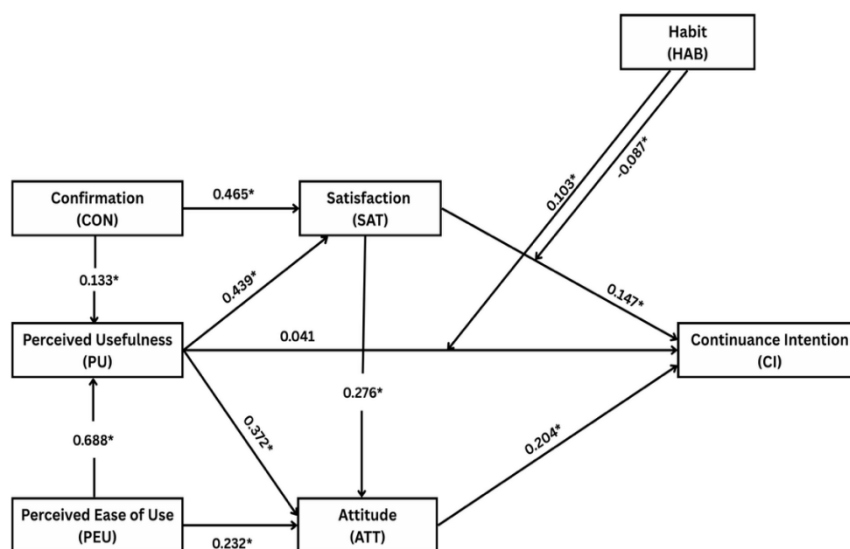 Habit
(HAB)
0.103*
-0.087*
Confirmation
(CON)
0.465*
Satisfaction
(SAT)
0.133*
0.439*
0.147*
Perceived Usefulness
(PU)
0.041
Continuance Intention
(CI)
0.276*
0.688*
0.372*
0.204*
Perceived Ease of Use
(PEU)
0.232*
Attitude
(ATT)